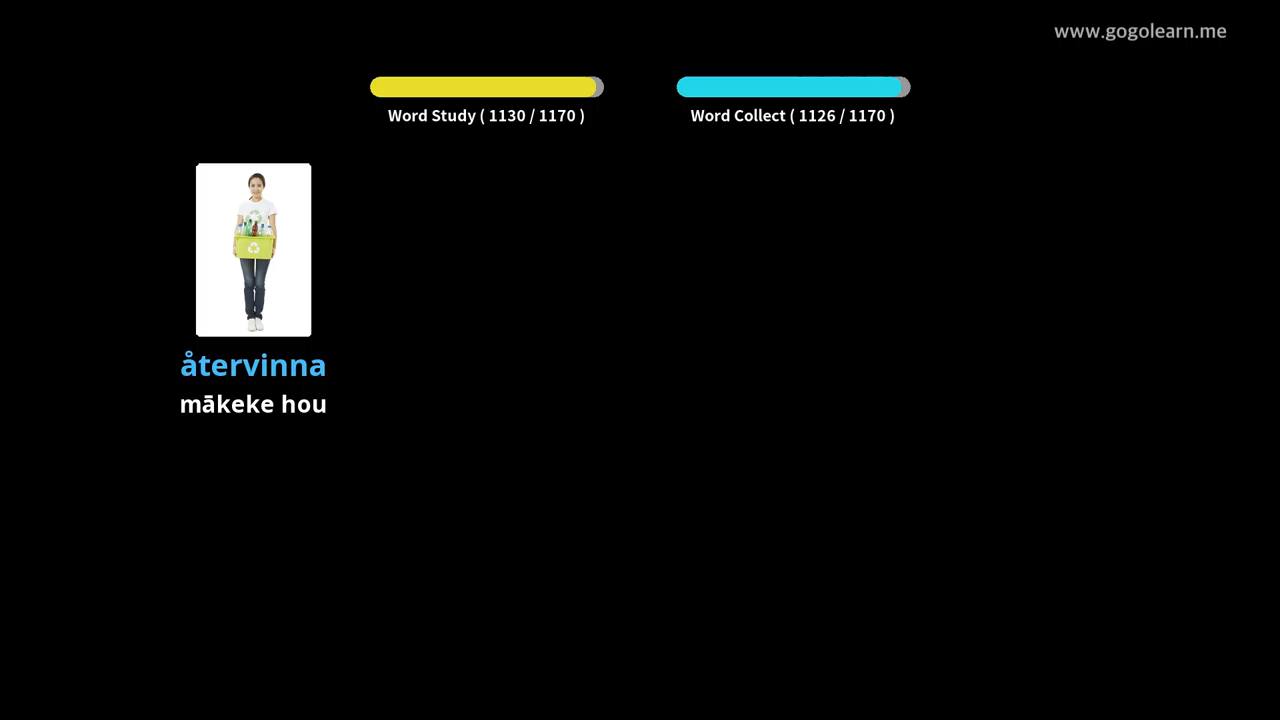 www.gogolearn.me
Word Study ( 1130 / 1170 )
Word Collect ( 1126 / 1170 )
återvinna
mākeke hou